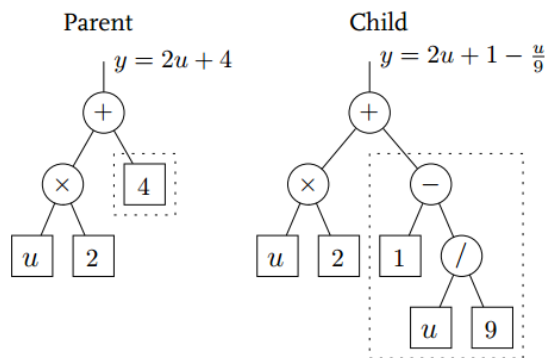 Parent Child
y = 2u + 4 y = 2u + 1 − u/9
+ +
× 4 × −
u 2 u 2 1 /
u 9